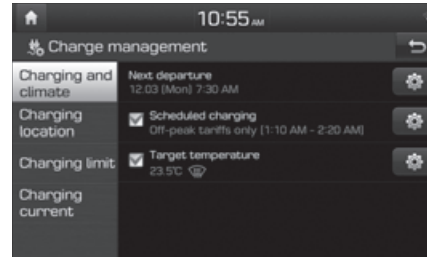 10:55 AM
Charge management
Charging and
climate
Next departure
12.03 (Mon) 7:30 AM
Charging
location
Scheduled charging
Off-peak tariffs only (1:10 AM - 2:20 AM)
Charging limit
Target temperature
23.5°C
Charging
current